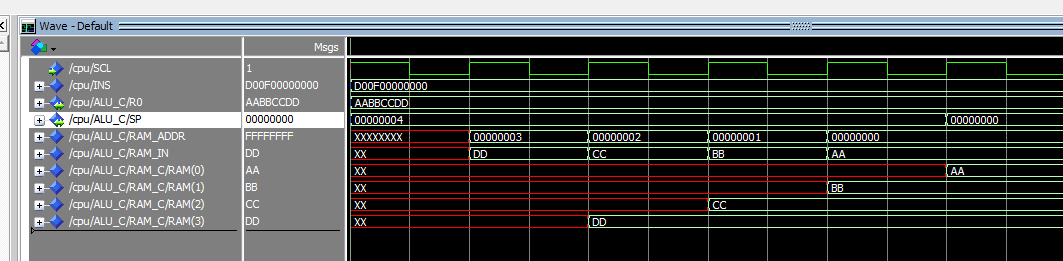 Wave - Default
Msgs
/cpu/SCL 1
/cpu/INS D00F00000000 D00F00000000
/cpu/ALU_C/R0 AABBCCDD AABBCCDD
/cpu/ALU_C/SP 00000000 00000004 00000000
/cpu/ALU_C/RAM_ADDR FFFFFFFF XXXXXXXX 00000003 00000002 00000001 00000000
/cpu/ALU_C/RAM_IN DD XX DD CC BB AA
/cpu/ALU_C/RAM_C/RAM(0) AA XX AA
/cpu/ALU_C/RAM_C/RAM(1) BB XX BB
/cpu/ALU_C/RAM_C/RAM(2) CC XX CC
/cpu/ALU_C/RAM_C/RAM(3) DD XX DD